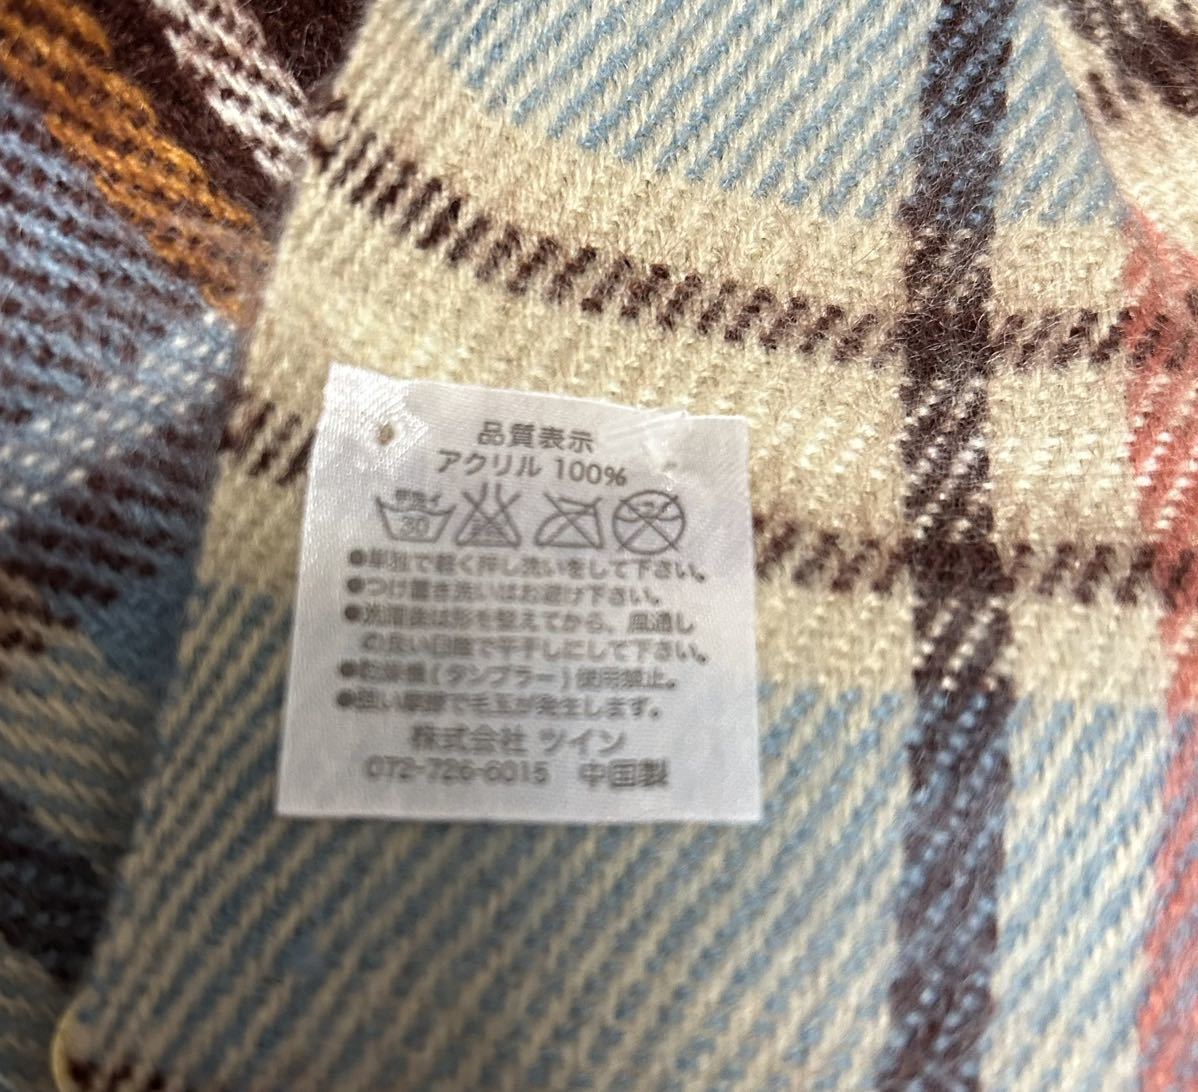 品質表示
アクリル 100%
手洗イ 30
●単独で軽く押し洗いをして下さい。
●つけ置き洗いはお避け下さい。
●洗濯後は形を整えてから、風通し
の良い日陰で平干しにして下さい。
●乾燥機(タンブラー)使用禁止。
●強い摩擦で毛玉が発生します。
株式会社 ツイン
072-726-6015 中国製